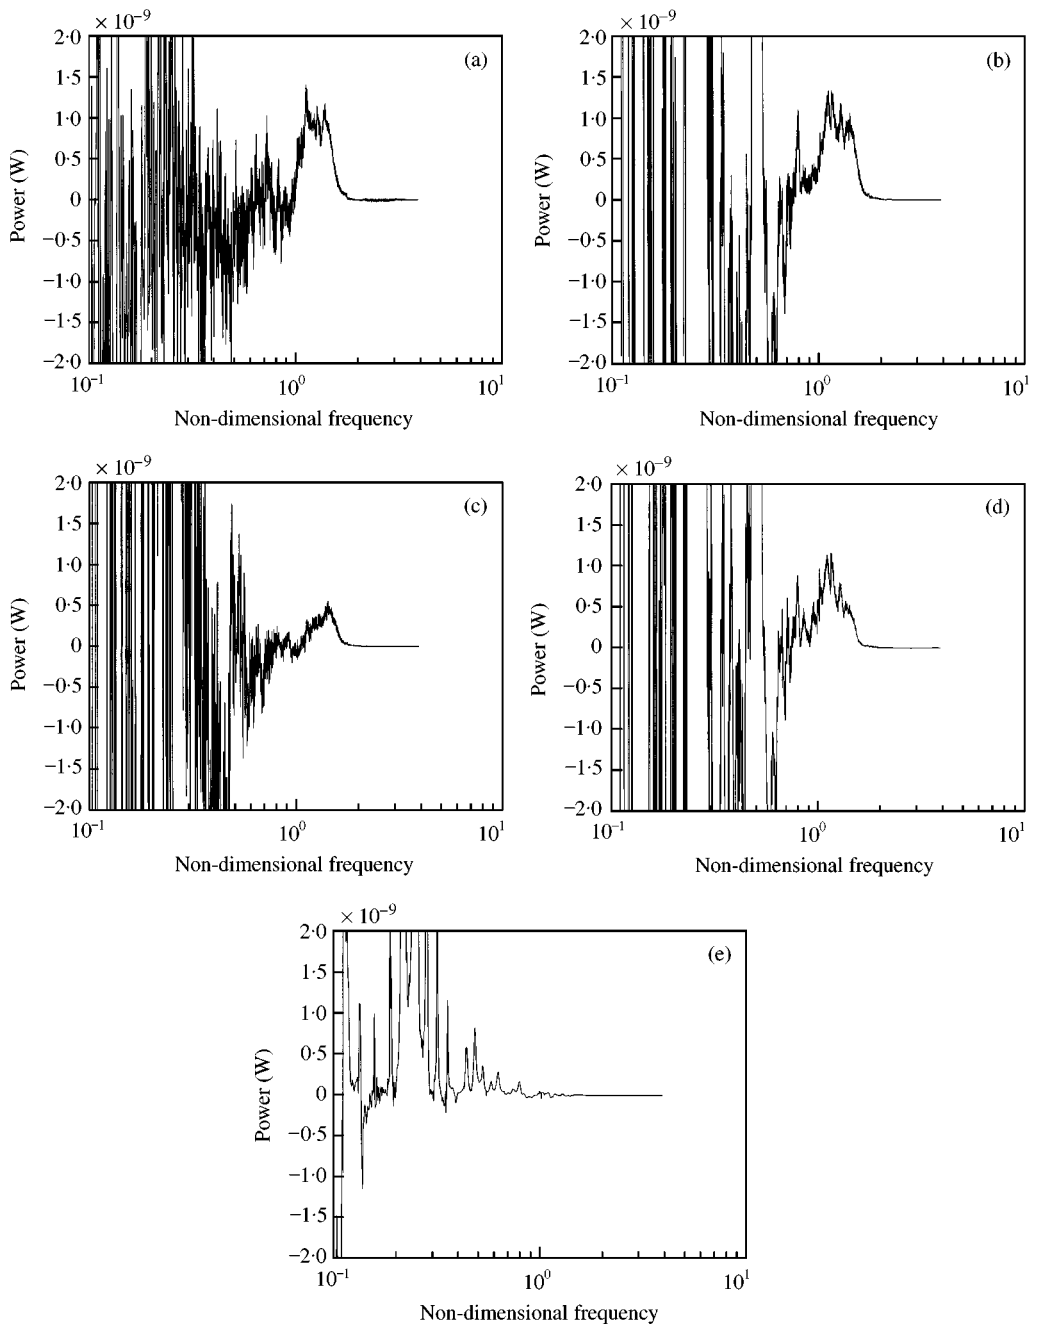 × 10⁻⁹ × 10⁻⁹
2·0 (a) 2·0 (b)
1·5 1·5
1·0 1·0
0·5 0·5
0 0
−0·5 −0·5
−1·0 −1·0
−1·5 −1·5
−2·0 −2·0
Power (W) Power (W)
10⁻¹ 10⁰ 10¹ 10⁻¹ 10⁰ 10¹
Non-dimensional frequency Non-dimensional frequency
× 10⁻⁹ × 10⁻⁹
2·0 (c) 2·0 (d)
1·5 1·5
1·0 1·0
0·5 0·5
0 0
−0·5 −0·5
−1·0 −1·0
−1·5 −1·5
−2·0 −2·0
Power (W) Power (W)
10⁻¹ 10⁰ 10¹ 10⁻¹ 10⁰ 10¹
Non-dimensional frequency Non-dimensional frequency
× 10⁻⁹
2·0 (e)
1·5
1·0
0·5
0
−0·5
−1·0
−1·5
−2·0
Power (W)
10⁻¹ 10⁰ 10¹
Non-dimensional frequency